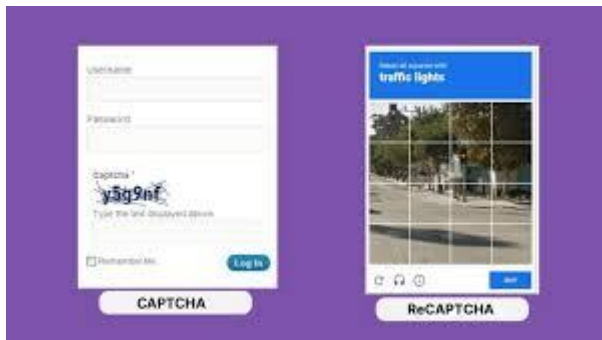 Username
Password
Captcha *
y5g9nf
Type the text displayed above
Remember Me
Log In
CAPTCHA
Select all squares with
traffic lights
ReCAPTCHA